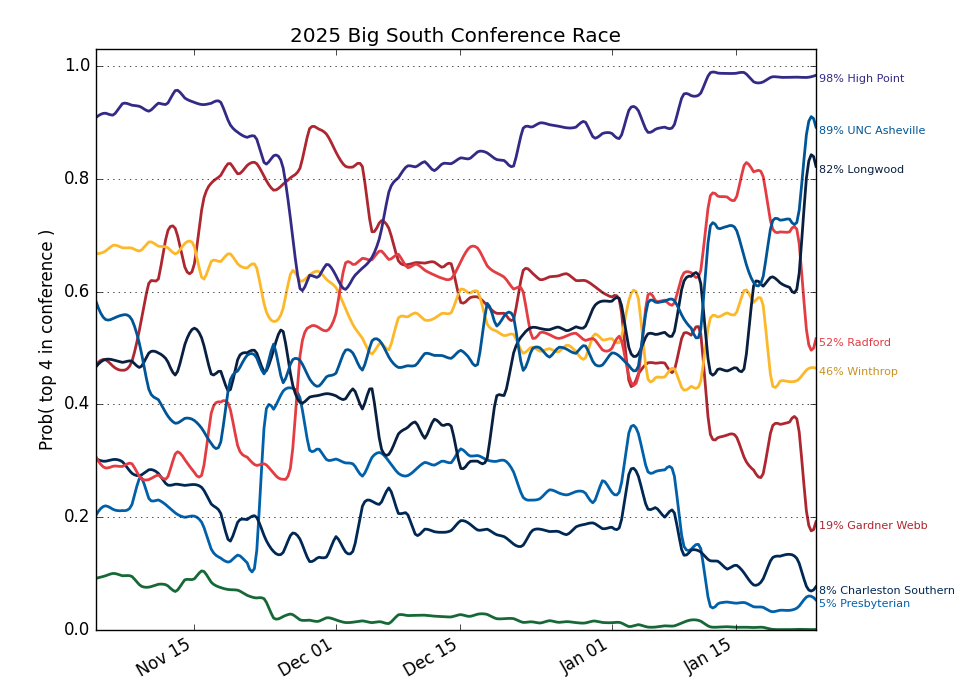 2025 Big South Conference Race
Prob( top 4 in conference )
1.0
0.8
0.6
0.4
0.2
0.0
Nov 15
Dec 01
Dec 15
Jan 01
Jan 15
98% High Point
89% UNC Asheville
82% Longwood
52% Radford
46% Winthrop
19% Gardner Webb
8% Charleston Southern
5% Presbyterian